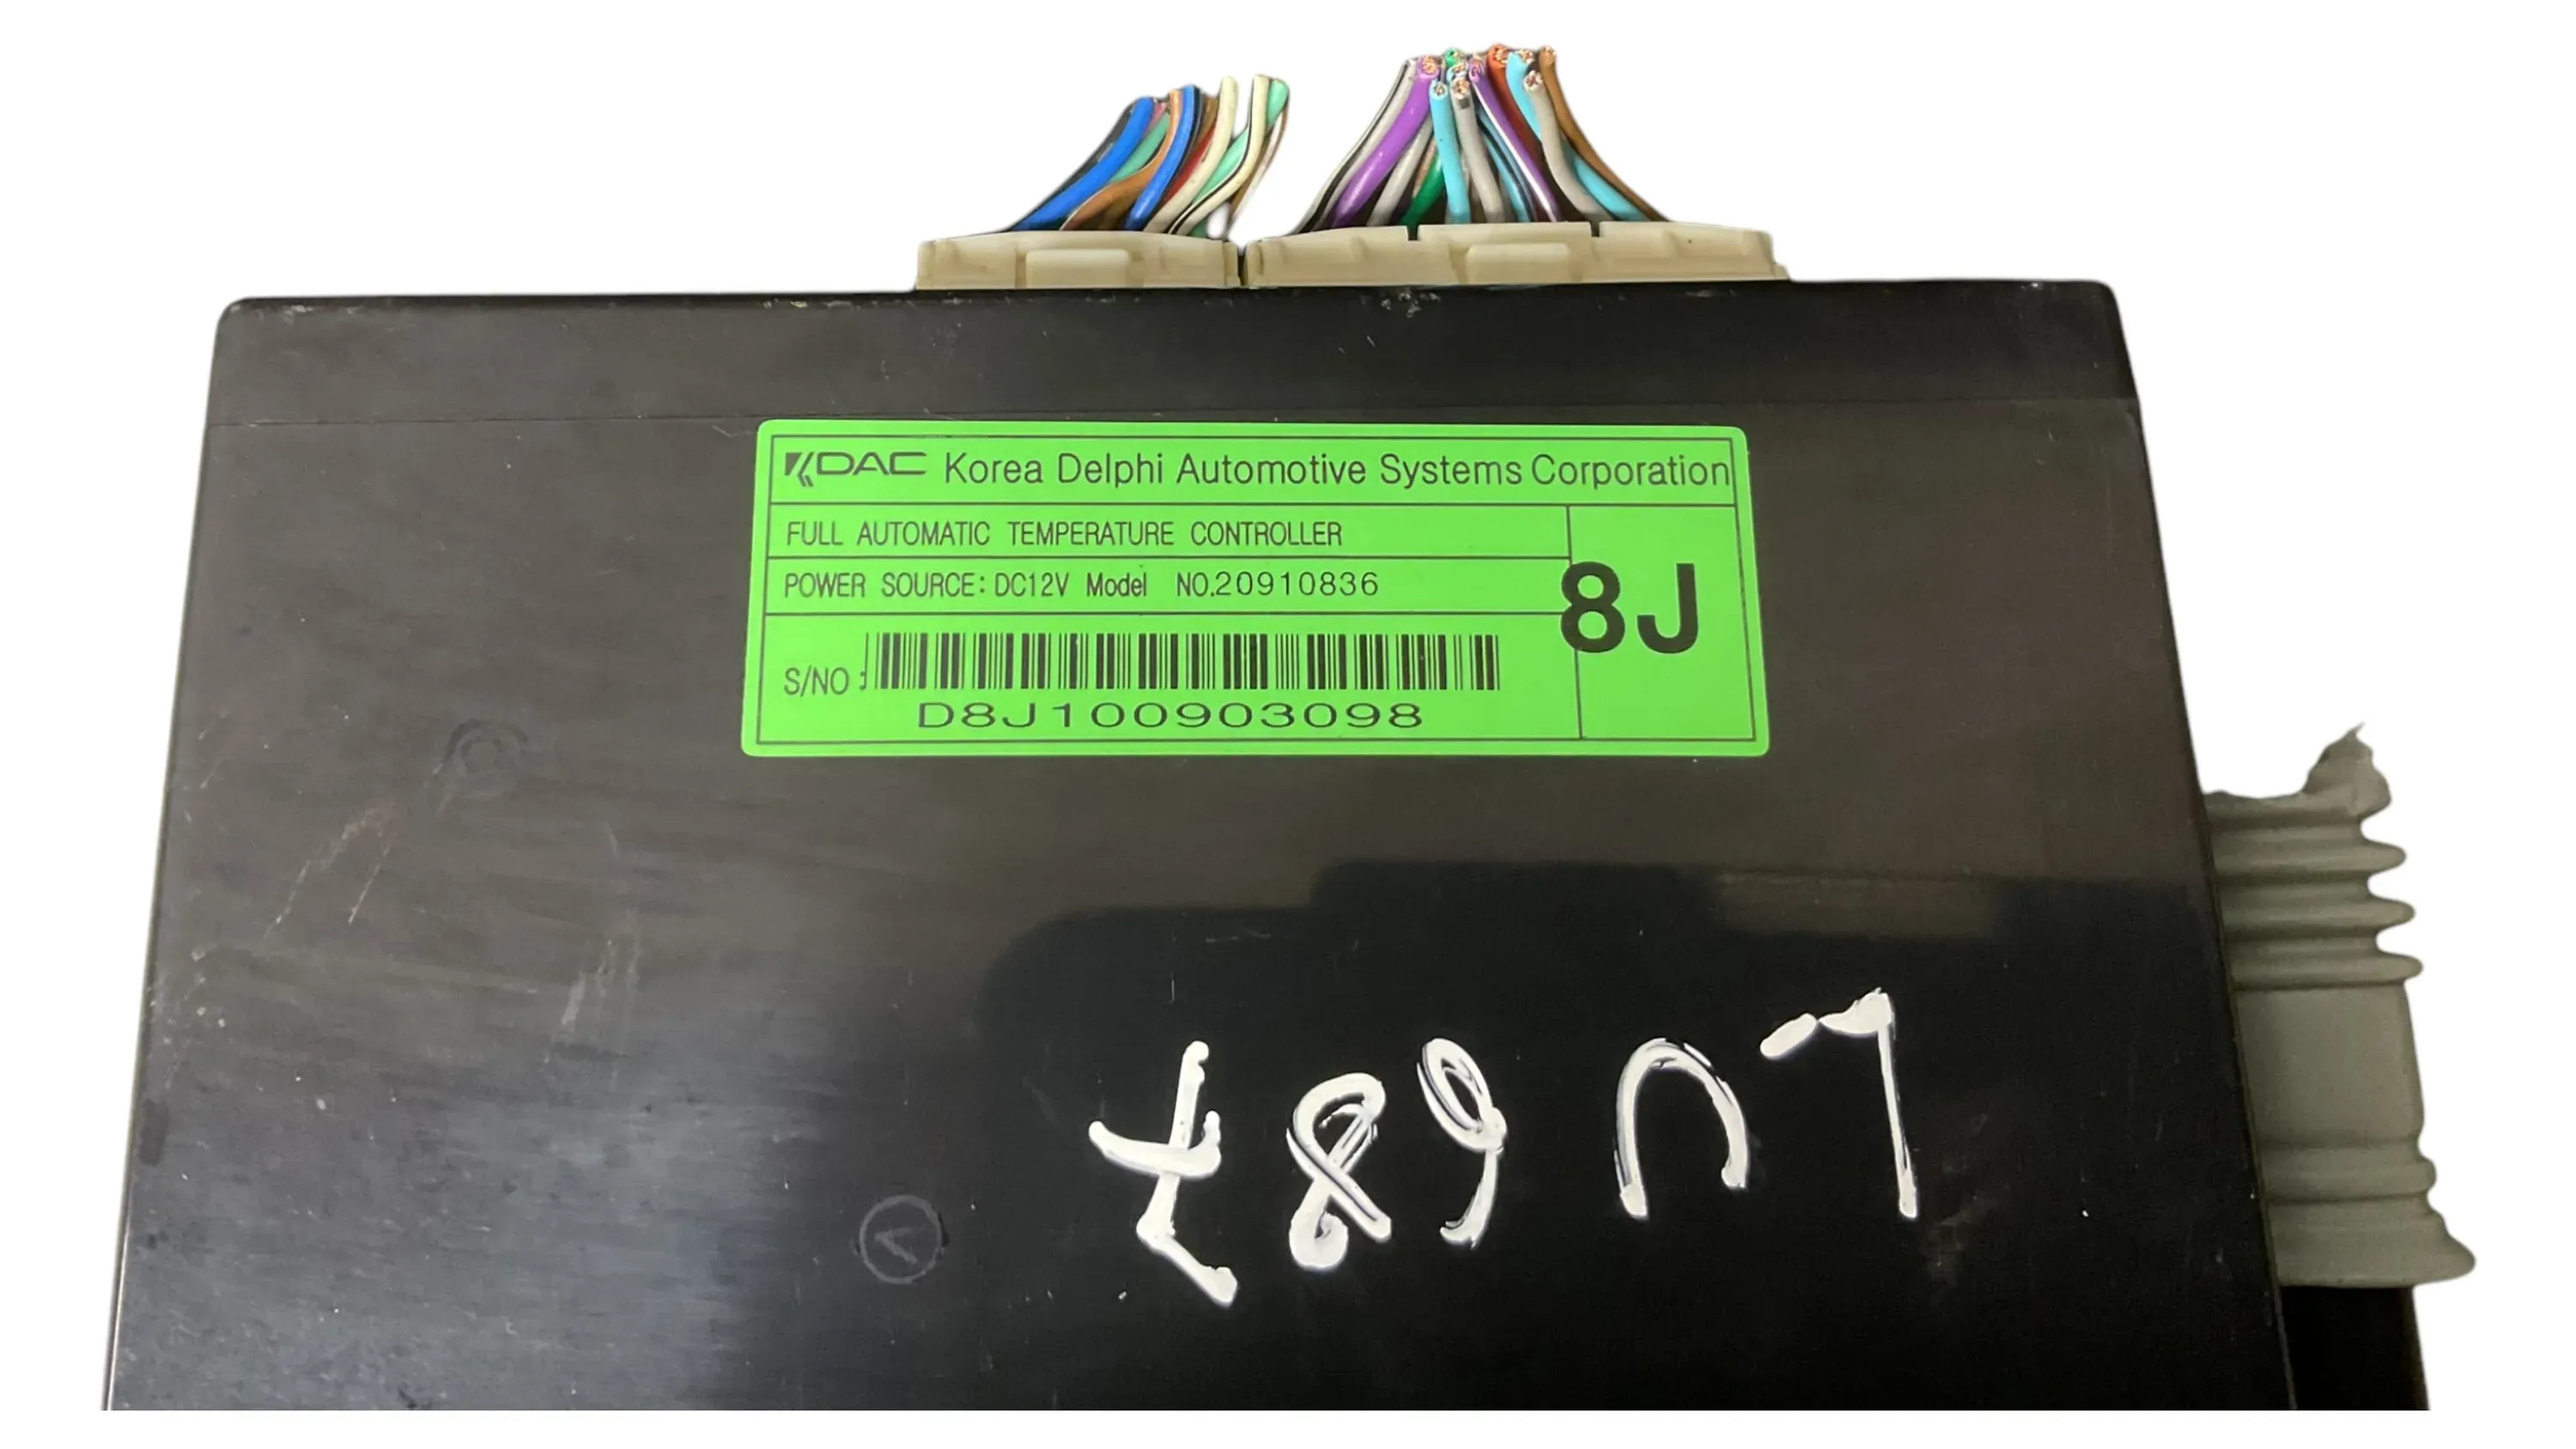 KDAC Korea Delphi Automotive Systems Corporation
FULL AUTOMATIC TEMPERATURE CONTROLLER
POWER SOURCE: DC12V Model NO.20910836
8J
S/NO :
D8J100903098